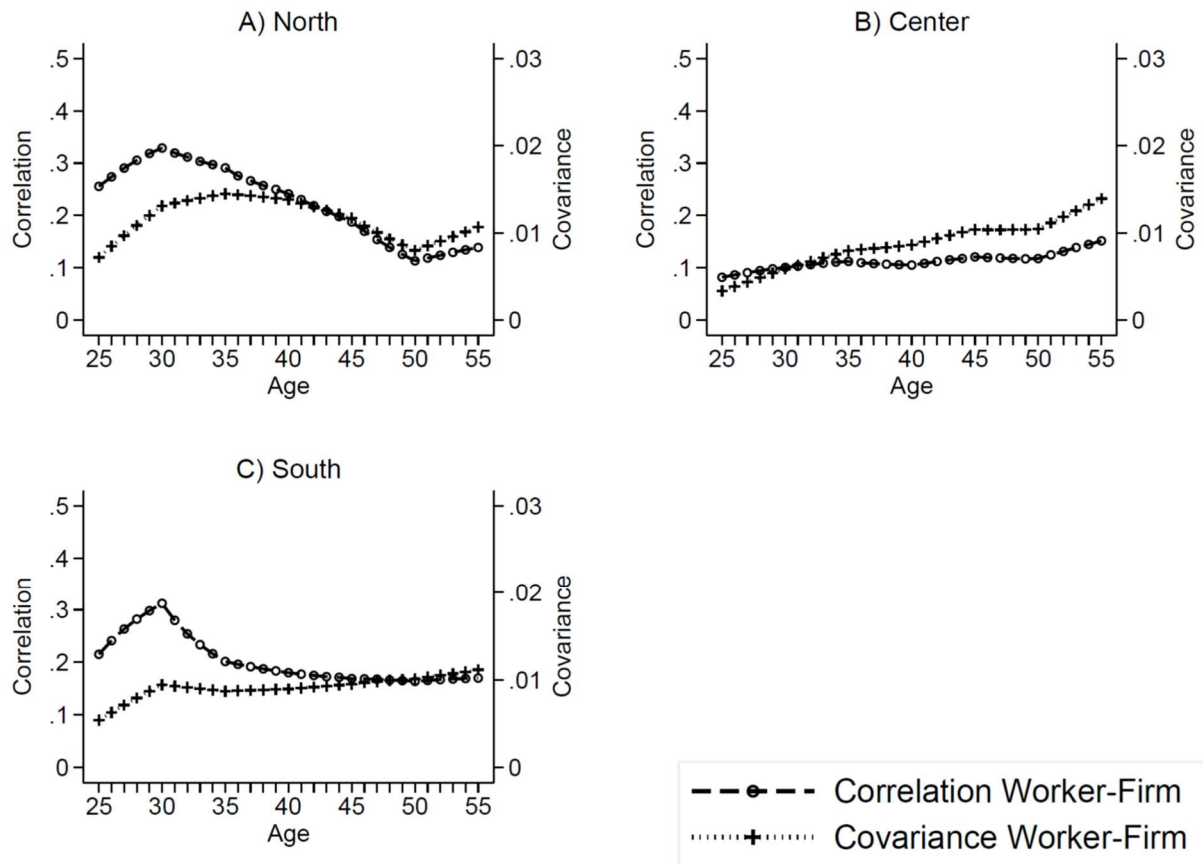 A) North
.5
.4
.3
.2
.1
0
Correlation
.03
.02
.01
0
Covariance
25 30 35 40 45 50 55
Age
B) Center
.5
.4
.3
.2
.1
0
Correlation
.03
.02
.01
0
Covariance
25 30 35 40 45 50 55
Age
C) South
.5
.4
.3
.2
.1
0
Correlation
.03
.02
.01
0
Covariance
25 30 35 40 45 50 55
Age
Correlation Worker-Firm
Covariance Worker-Firm